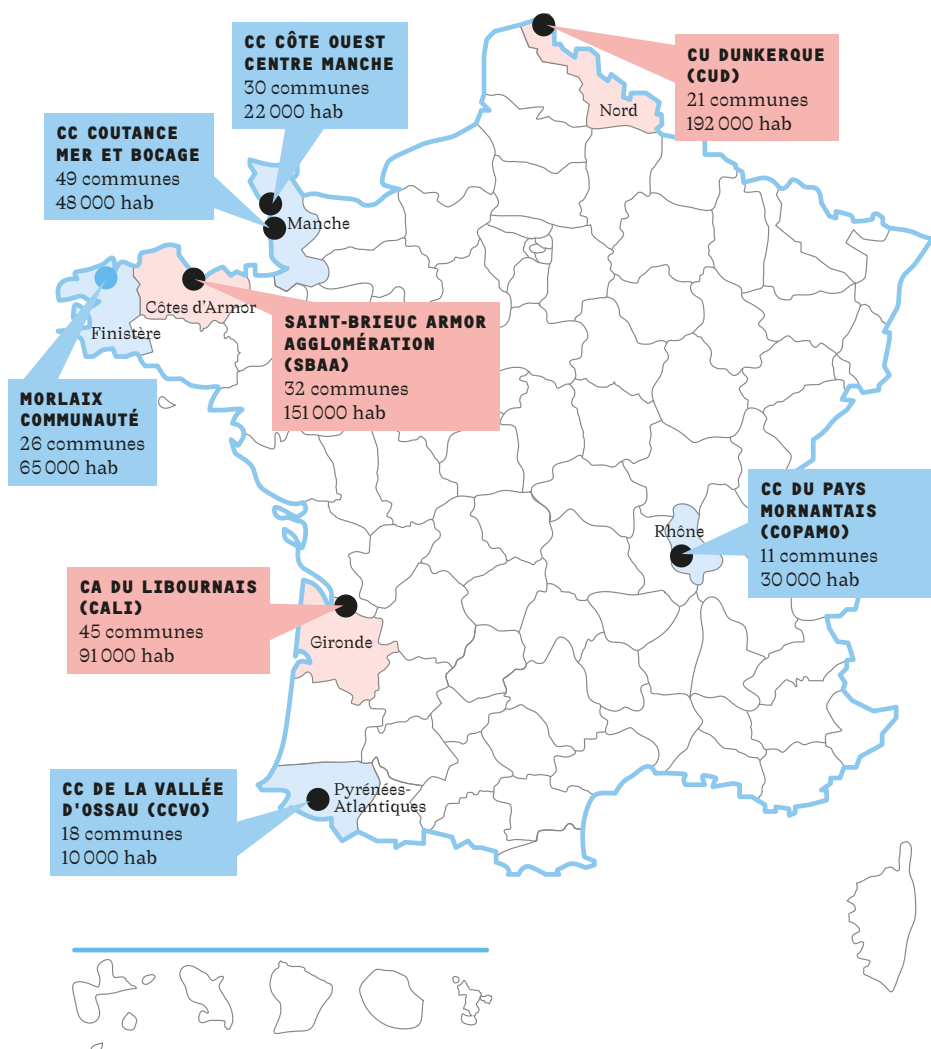 CC CÔTE OUEST
CENTRE MANCHE
30 communes
22 000 hab
CU DUNKERQUE
(CUD)
21 communes
192 000 hab
Nord
CC COUTANCE
MER ET BOCAGE
49 communes
48 000 hab
Manche
Côtes d'Armor
Finistère
SAINT-BRIEUC ARMOR
AGGLOMÉRATION
(SBAA)
32 communes
151 000 hab
MORLAIX
COMMUNAUTÉ
26 communes
65 000 hab
CC DU PAYS
MORNANTAIS
(COPAMO)
11 communes
30 000 hab
Rhône
CA DU LIBOURNAIS
(CALI)
45 communes
91 000 hab
Gironde
CC DE LA VALLÉE
D'OSSAU (CCVO)
18 communes
10 000 hab
Pyrénées-
Atlantiques